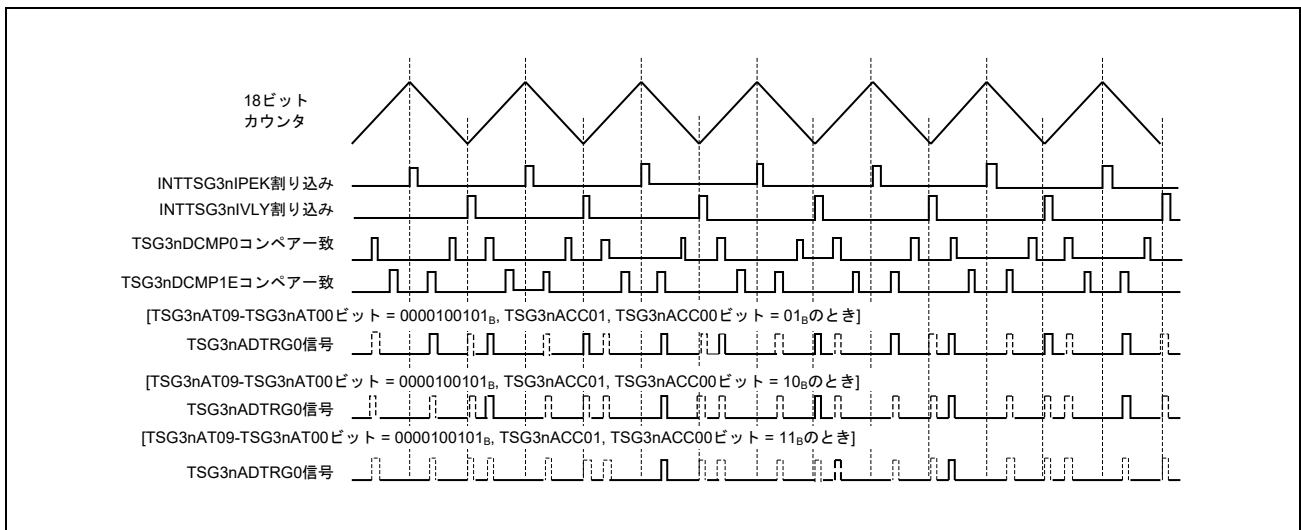 18ビット
カウンタ
INTTSG3nIPEK割り込み
INTTSG3nIVLY割り込み
TSG3nDCMP0コンペアー致
TSG3nDCMP1Eコンペアー致
[TSG3nAT09-TSG3nAT00ビット = 0000100101B, TSG3nACC01, TSG3nACC00ビット = 01Bのとき]
TSG3nADTRG0信号
[TSG3nAT09-TSG3nAT00ビット = 0000100101B, TSG3nACC01, TSG3nACC00ビット = 10Bのとき]
TSG3nADTRG0信号
[TSG3nAT09-TSG3nAT00ビット = 0000100101B, TSG3nACC01, TSG3nACC00ビット = 11Bのとき]
TSG3nADTRG0信号